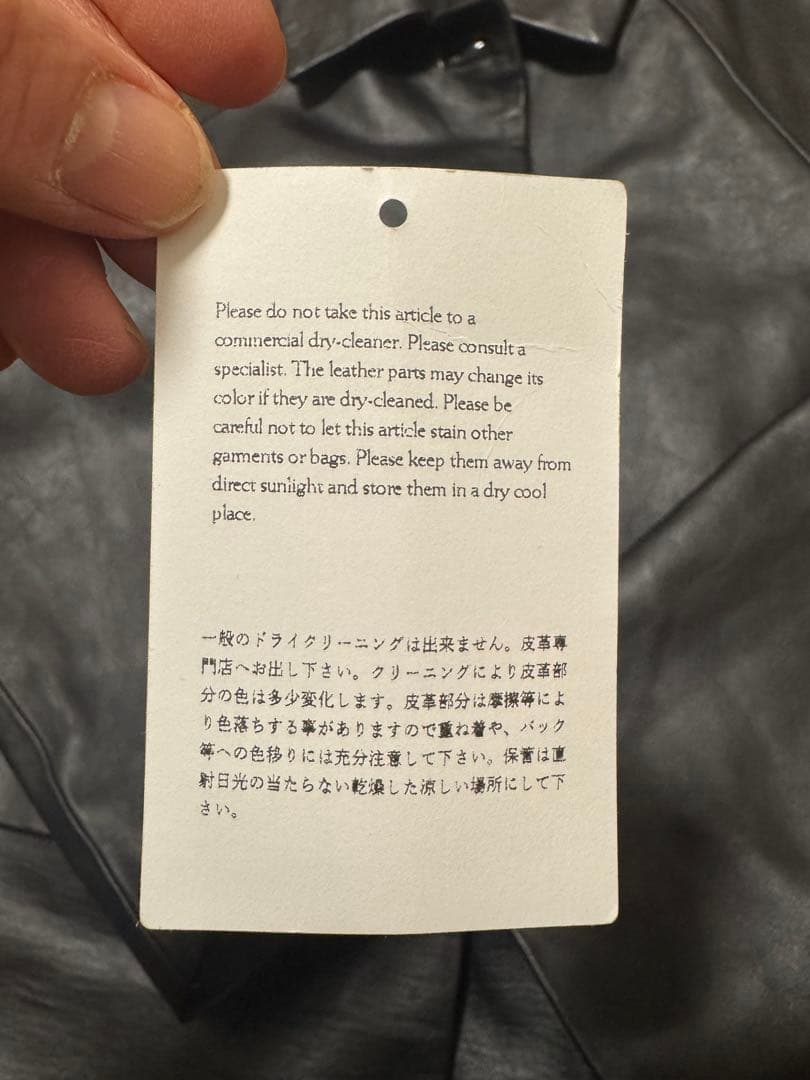 Please do not take this article to a
commercial dry-cleaner. Please consult a
specialist. The leather parts may change its
color if they are dry-cleaned. Please be
careful not to let this article stain other
garments or bags. Please keep them away from
direct sunlight and store them in a dry cool
place.
一般のドライクリーニングは出来ません。皮革専
門店へお出し下さい。クリーニングにより皮革部
分の色は多少変化します。皮革部分は摩擦等によ
り色落ちする事がありますので重ね着や、バック
等への色移りには充分注意して下さい。保管は直
射日光の当たらない乾燥した涼しい場所にして下
さい。